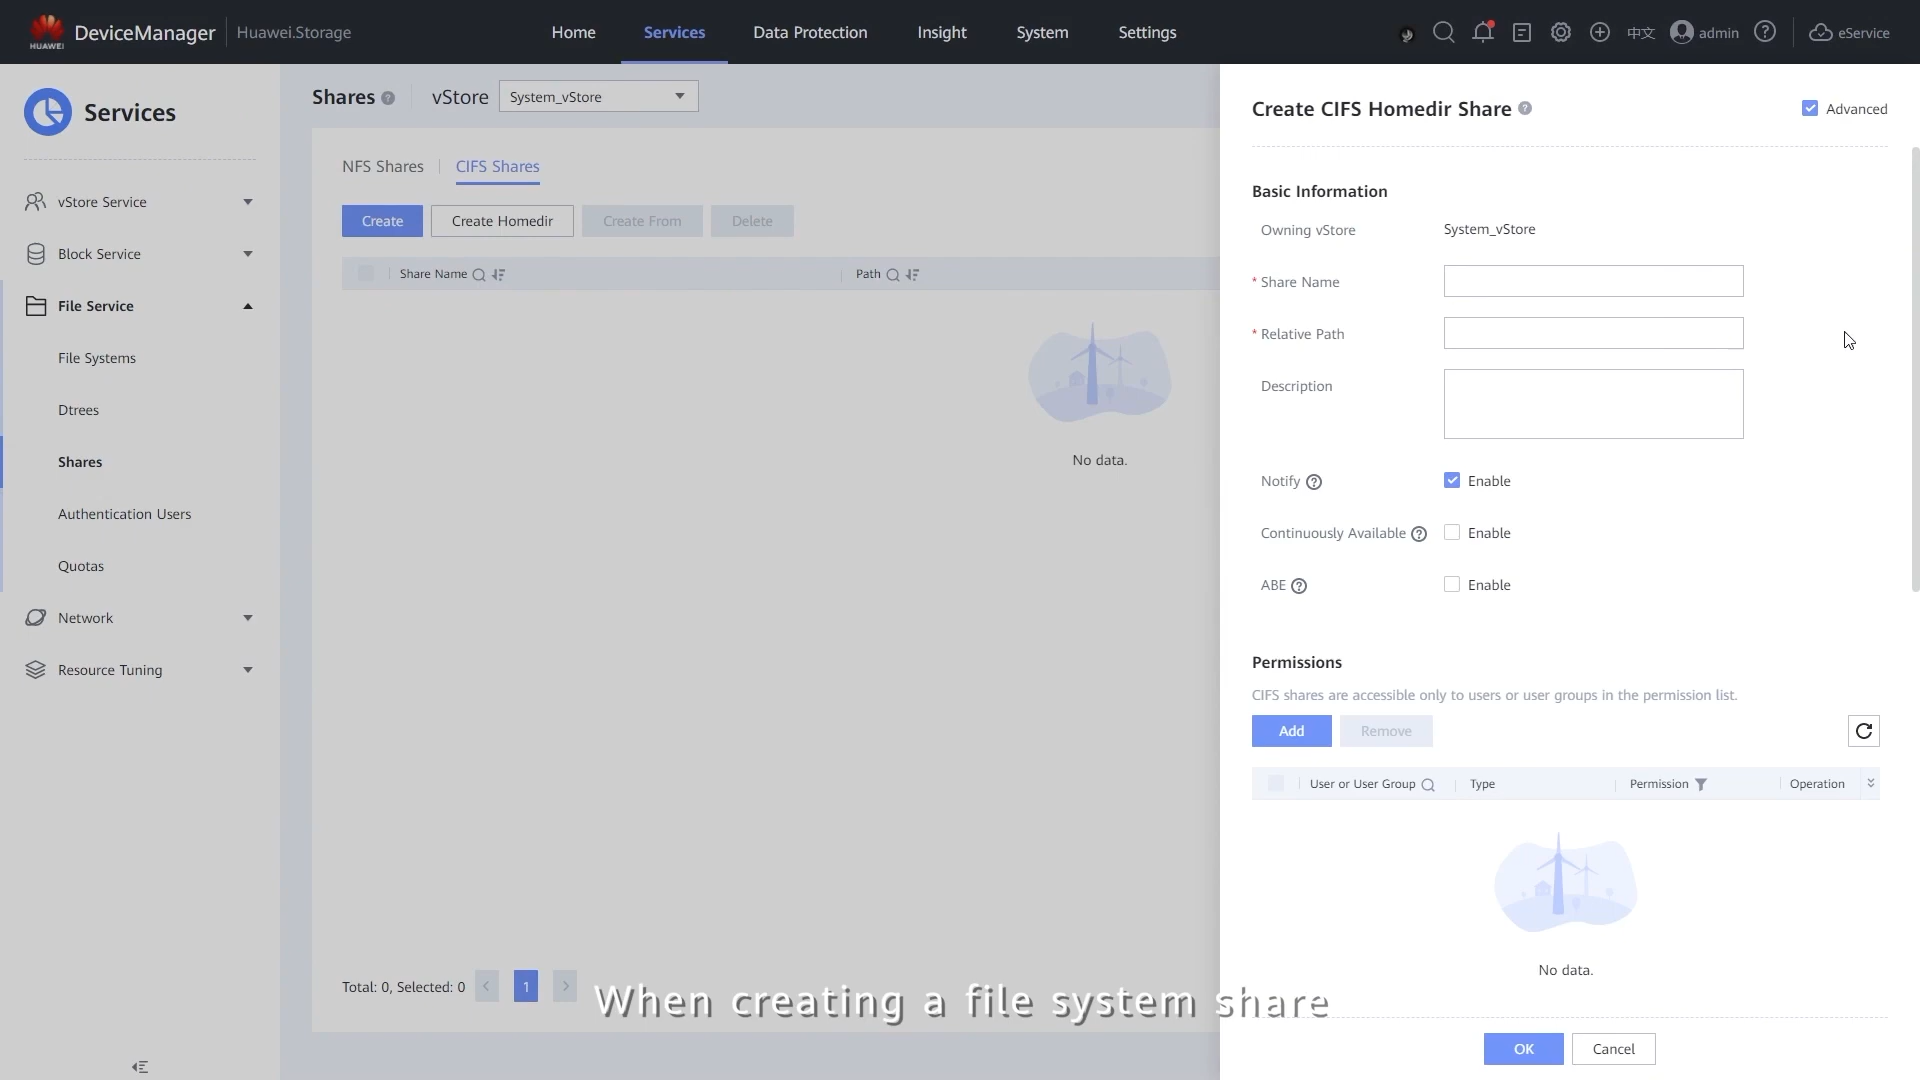 HUAWEI
DeviceManager
Huawei.Storage
Home
Services
Data Protection
Insight
System
Settings
中文
admin
eService
Services
vStore Service
Block Service
File Service
File Systems
Dtrees
Shares
Authentication Users
Quotas
Network
Resource Tuning
Shares
vStore
System_vStore
NFS Shares
CIFS Shares
Create
Create Homedir
Create From
Delete
Share Name
Path
No data.
Total: 0, Selected: 0
1
Create CIFS Homedir Share
Advanced
Basic Information
Owning vStore
System_vStore
* Share Name
* Relative Path
Description
Notify
Enable
Continuously Available
Enable
ABE
Enable
Permissions
CIFS shares are accessible only to users or user groups in the permission list.
Add
Remove
User or User Group
Type
Permission
Operation
No data.
When creating a file system share
OK
Cancel